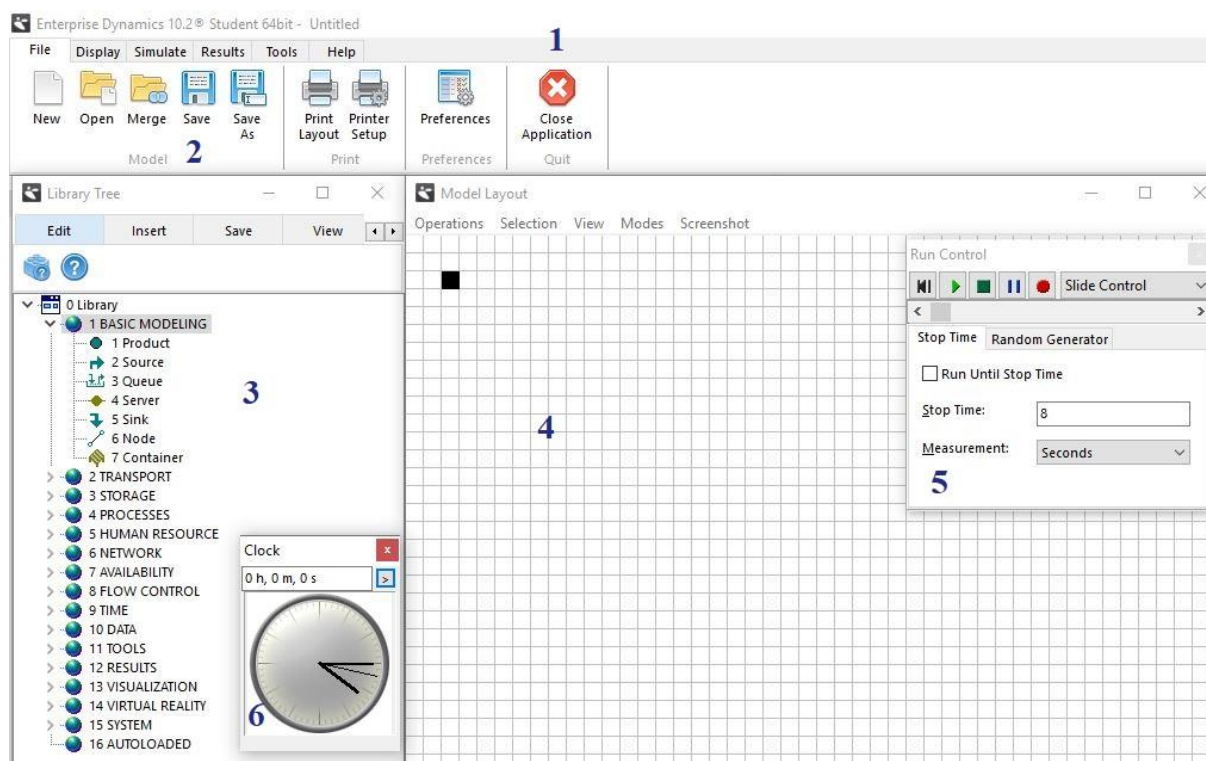 Enterprise Dynamics 10.2® Student 64bit - Untitled
1
File Display Simulate Results Tools Help
New Open Merge Save Save As Print Layout Printer Setup Preferences Close Application
Model 2 Print Preferences Quit
Library Tree
Edit Insert Save View
0 Library
1 BASIC MODELING
1 Product
2 Source
3 Queue
4 Server
5 Sink
6 Node
7 Container
2 TRANSPORT
3 STORAGE
4 PROCESSES
5 HUMAN RESOURCE
6 NETWORK
7 AVAILABILITY
8 FLOW CONTROL
9 TIME
10 DATA
11 TOOLS
12 RESULTS
13 VISUALIZATION
14 VIRTUAL REALITY
15 SYSTEM
16 AUTOLOADED
3
Clock x
0 h, 0 m, 0 s >
6
Model Layout
Operations Selection View Modes Screenshot
4
Run Control
Slide Control
Stop Time Random Generator
Run Until Stop Time
Stop Time: 8
Measurement: Seconds
5